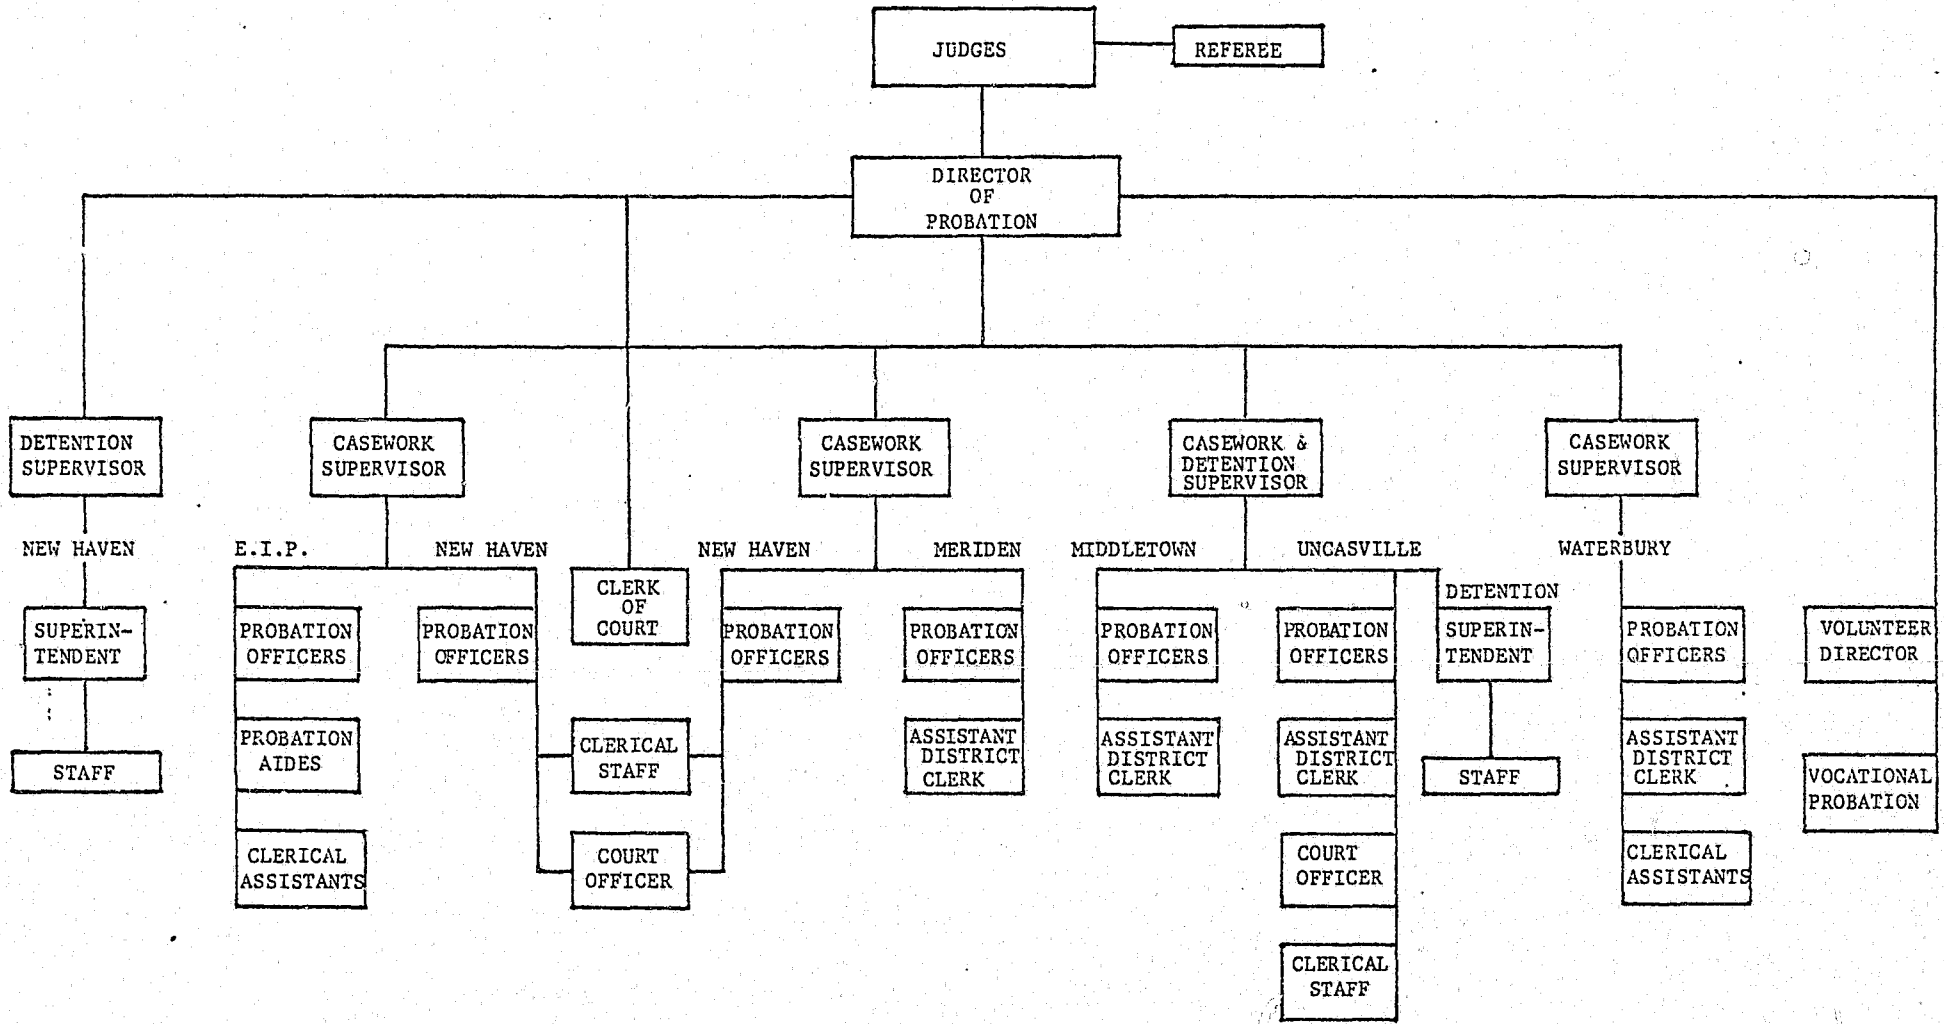 JUDGES
REFEREE
DIRECTOR
OF
PROBATION
DETENTION
SUPERVISOR
CASEWORK
SUPERVISOR
CASEWORK
SUPERVISOR
CASEWORK &
DETENTION
SUPERVISOR
CASEWORK
SUPERVISOR
NEW HAVEN
E.I.P.
NEW HAVEN
NEW HAVEN
MERIDEN
MIDDLETOWN
UNCASVILLE
WATERBURY
SUPERIN-
TENDENT
PROBATION
OFFICERS
PROBATION
OFFICERS
CLERK
OF
COURT
PROBATION
OFFICERS
PROBATION
OFFICERS
PROBATION
OFFICERS
PROBATION
OFFICERS
DETENTION
SUPERIN-
TENDENT
PROBATION
OFFICERS
VOLUNTEER
DIRECTOR
STAFF
PROBATION
AIDES
CLERICAL
STAFF
ASSISTANT
DISTRICT
CLERK
ASSISTANT
DISTRICT
CLERK
ASSISTANT
DISTRICT
CLERK
STAFF
ASSISTANT
DISTRICT
CLERK
VOCATIONAL
PROBATION
CLERICAL
ASSISTANTS
COURT
OFFICER
COURT
OFFICER
CLERICAL
ASSISTANTS
CLERICAL
STAFF